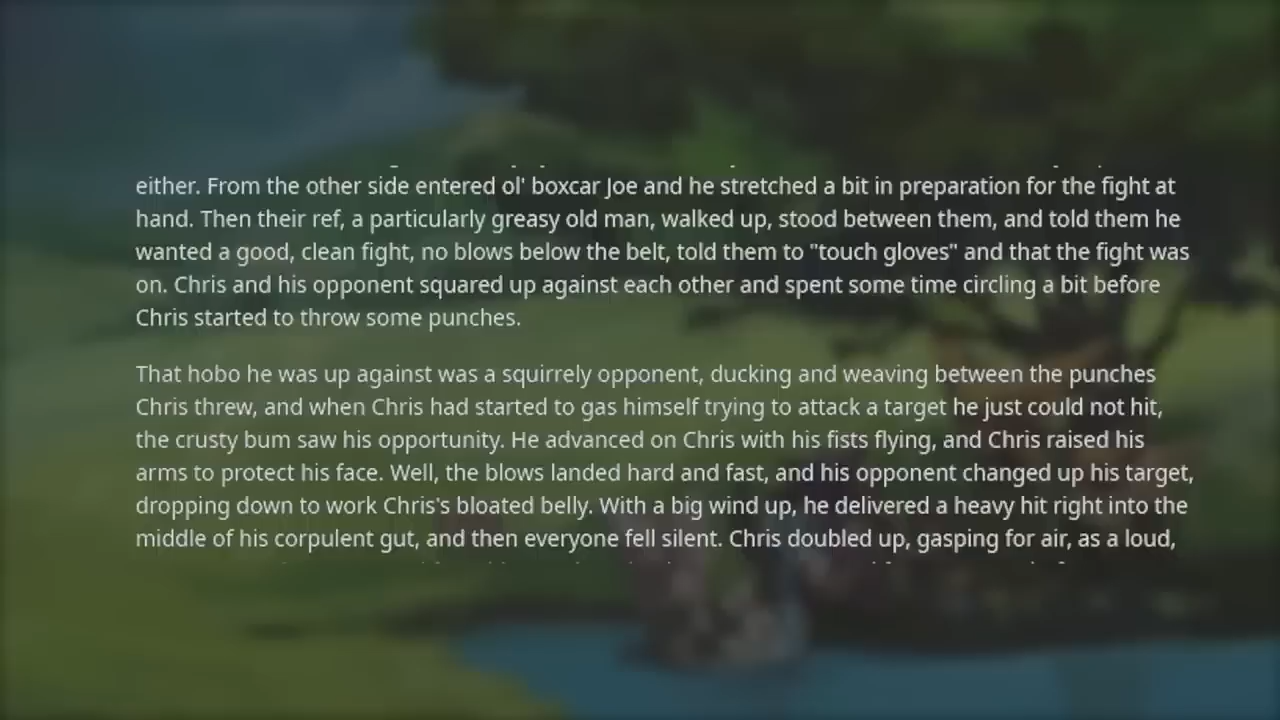 either. From the other side entered ol' boxcar Joe and he stretched a bit in preparation for the fight at
hand. Then their ref, a particularly greasy old man, walked up, stood between them, and told them he
wanted a good, clean fight, no blows below the belt, told them to "touch gloves" and that the fight was
on. Chris and his opponent squared up against each other and spent some time circling a bit before
Chris started to throw some punches.
That hobo he was up against was a squirrely opponent, ducking and weaving between the punches
Chris threw, and when Chris had started to gas himself trying to attack a target he just could not hit,
the crusty bum saw his opportunity. He advanced on Chris with his fists flying, and Chris raised his
arms to protect his face. Well, the blows landed hard and fast, and his opponent changed up his target,
dropping down to work Chris's bloated belly. With a big wind up, he delivered a heavy hit right into the
middle of his corpulent gut, and then everyone fell silent. Chris doubled up, gasping for air, as a loud,